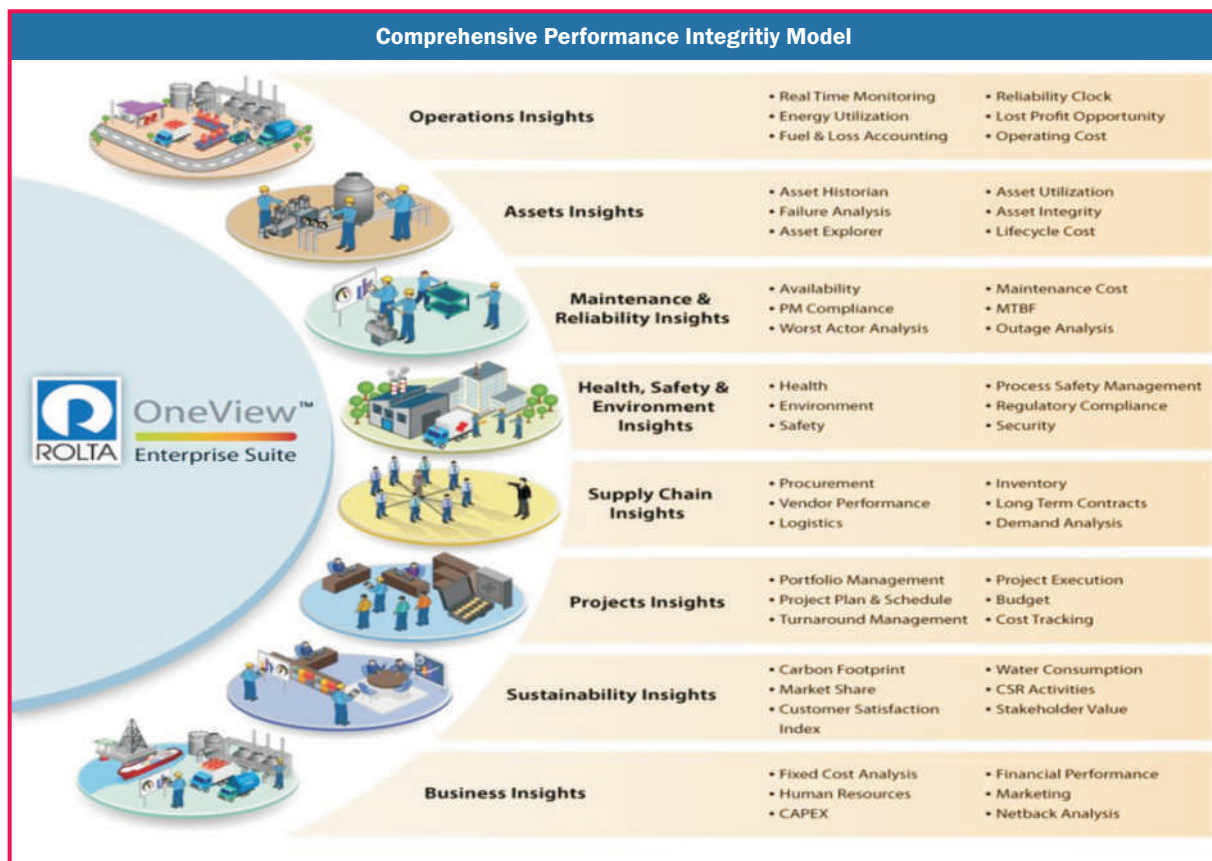 Comprehensive Performance Integritiy Model
Operations Insights
• Real Time Monitoring
• Energy Utilization
• Fuel & Loss Accounting
• Reliability Clock
• Lost Profit Opportunity
• Operating Cost
Assets Insights
• Asset Historian
• Failure Analysis
• Asset Explorer
• Asset Utilization
• Asset Integrity
• Lifecycle Cost
Maintenance &
Reliability Insights
• Availability
• PM Compliance
• Worst Actor Analysis
• Maintenance Cost
• MTBF
• Outage Analysis
Health, Safety &
Environment
Insights
• Health
• Environment
• Safety
• Process Safety Management
• Regulatory Compliance
• Security
ROLTA
OneView™
Enterprise Suite
Supply Chain
Insights
• Procurement
• Vendor Performance
• Logistics
• Inventory
• Long Term Contracts
• Demand Analysis
Projects Insights
• Portfolio Management
• Project Plan & Schedule
• Turnaround Management
• Project Execution
• Budget
• Cost Tracking
Sustainability Insights
• Carbon Footprint
• Market Share
• Customer Satisfaction
Index
• Water Consumption
• CSR Activities
• Stakeholder Value
Business Insights
• Fixed Cost Analysis
• Human Resources
• CAPEX
• Financial Performance
• Marketing
• Netback Analysis